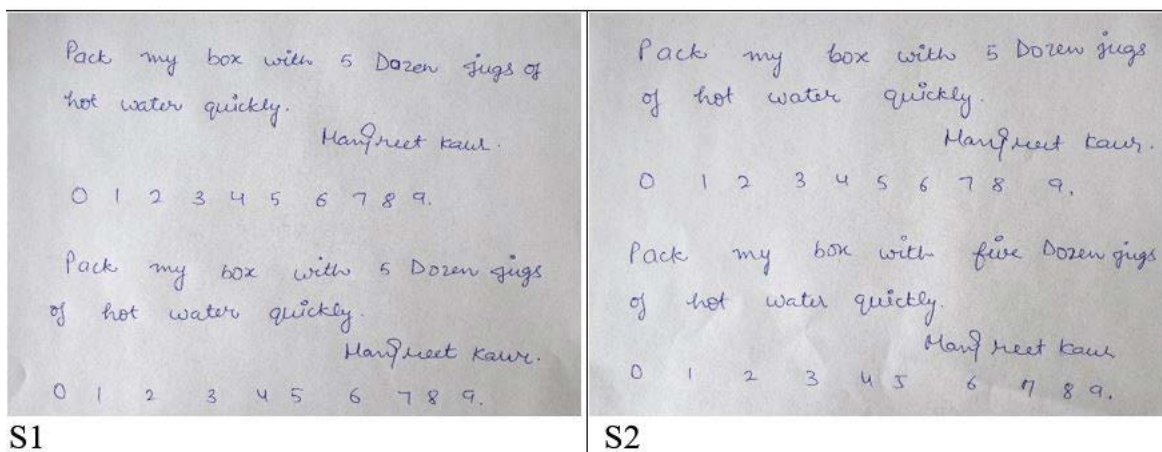 Pack my box with 5 Dozen jugs of
hot water quickly.
Manpreet Kaur.
0 1 2 3 4 5 6 7 8 9.
Pack my box with 5 Dozen jugs
of hot water quickly.
Manpreet Kaur.
0 1 2 3 4 5 6 7 8 9.
S1
Pack my box with 5 Dozen jugs
of hot water quickly.
Manpreet Kaur.
0 1 2 3 4 5 6 7 8 9.
Pack my box with five Dozen jugs
of hot water quickly.
Manpreet Kaur
0 1 2 3 4 5 6 7 8 9.
S2